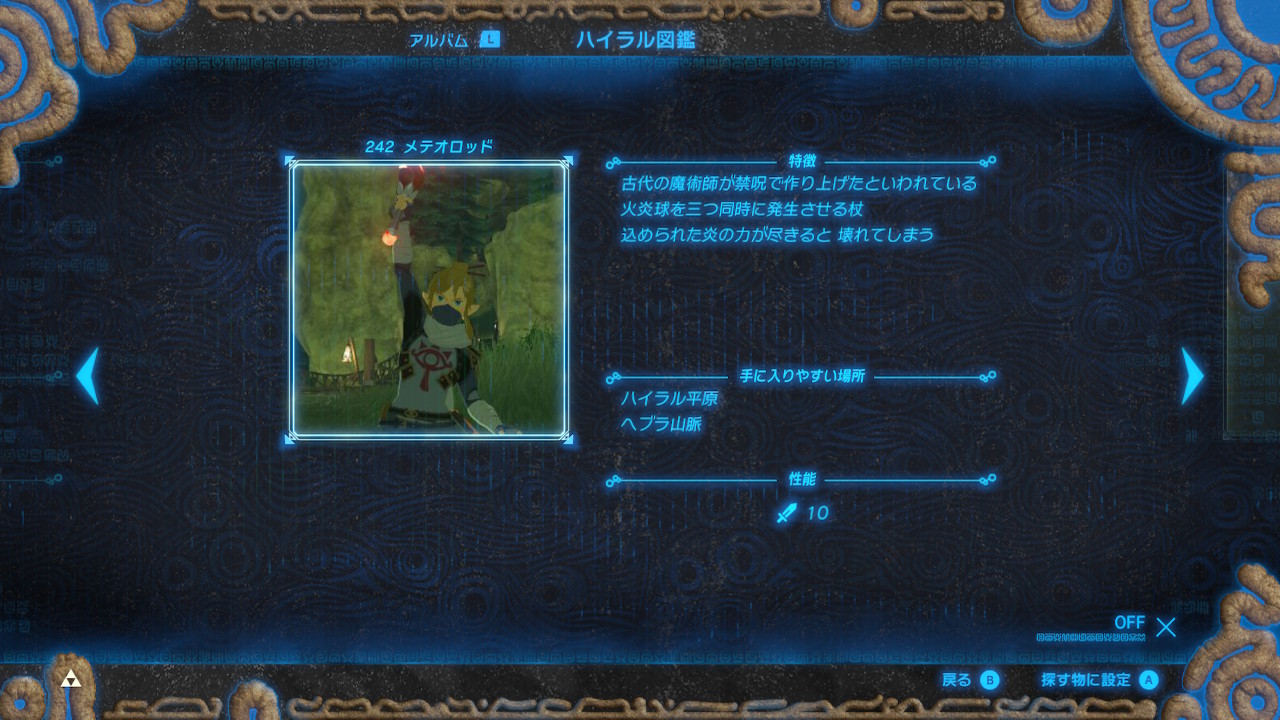 アルバム L
ハイラル図鑑
242 メテオロッド
特徴
古代の魔術師が禁呪で作り上げたといわれている
火炎球を三つ同時に発生させる杖
込められた炎の力が尽きると 壊れてしまう
手に入りやすい場所
ハイラル平原
ヘブラ山脈
性能
10
OFF
戻る B
探す物に設定 A